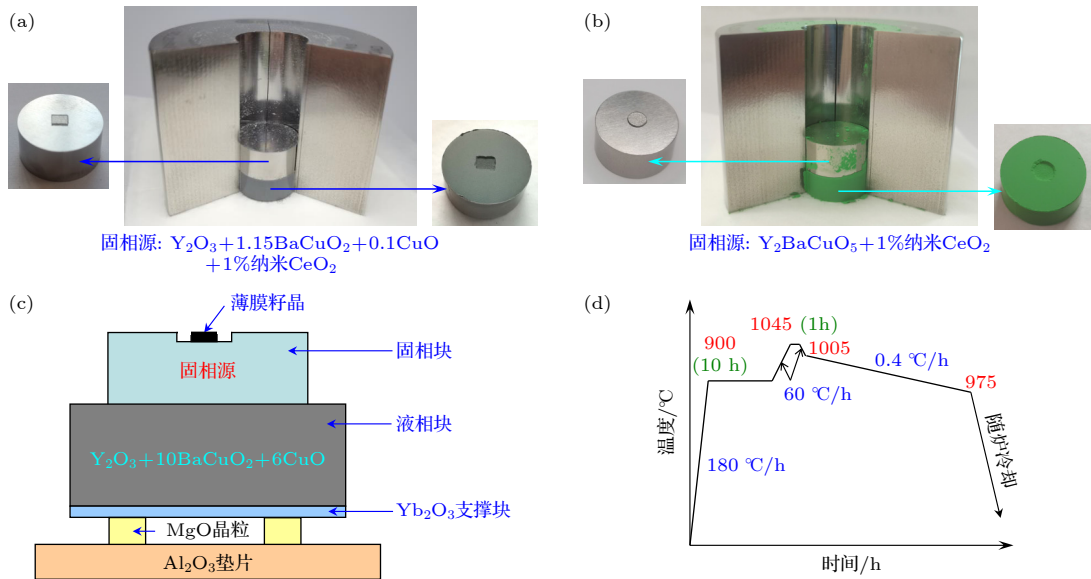 (a)
(b)
固相源: Y₂O₃+1.15BaCuO₂+0.1CuO
+1%纳米CeO₂
固相源: Y₂BaCuO₅+1%纳米CeO₂
(c)
薄膜籽晶
固相块
固相源
液相块
Y₂O₃+10BaCuO₂+6CuO
Yb₂O₃支撑块
MgO晶粒
Al₂O₃垫片
(d)
1045
(1h)
900
1005
(10 h)
0.4 ℃/h
975
60 ℃/h
温度/℃
180 ℃/h
随炉冷却
时间/h